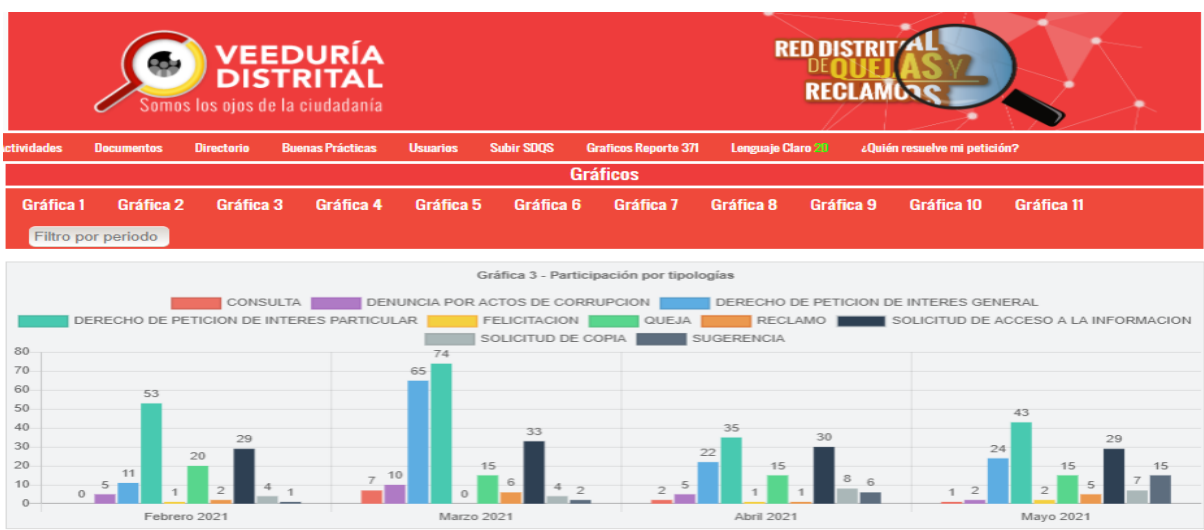 VEEDURÍA
DISTRITAL
Somos los ojos de la ciudadanía
RED DISTRITAL
DE QUEJAS Y
RECLAMOS
Actividades Documentos Directorio Buenas Prácticas Usuarios Subir SDQS Graficos Reporte 371 Lenguaje Claro 20 ¿Quién resuelve mi petición?
Gráficos
Gráfica 1 Gráfica 2 Gráfica 3 Gráfica 4 Gráfica 5 Gráfica 6 Gráfica 7 Gráfica 8 Gráfica 9 Gráfica 10 Gráfica 11
Filtro por periodo
Gráfica 3 - Participación por tipologías
CONSULTA DENUNCIA POR ACTOS DE CORRUPCION DERECHO DE PETICION DE INTERES GENERAL
DERECHO DE PETICION DE INTERES PARTICULAR FELICITACION QUEJA RECLAMO SOLICITUD DE ACCESO A LA INFORMACION
SOLICITUD DE COPIA SUGERENCIA
80
70
60
50
40
30
20
10
0
0 5 11 53 1 20 2 29 4 1
7 10 65 74 0 15 6 33 4 2
2 5 22 35 1 15 1 30 8 6
1 2 24 43 2 15 5 29 7 15
Febrero 2021 Marzo 2021 Abril 2021 Mayo 2021